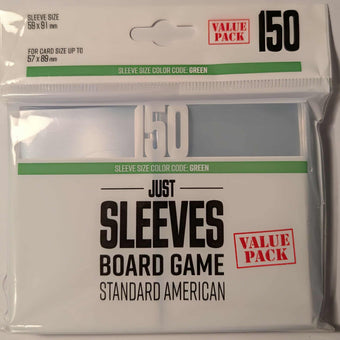 SLEEVE SIZE
59 x 91 mm
FOR CARD SIZE UP TO
57 x 89 mm
VALUE
PACK
150
SLEEVE SIZE COLOR CODE: GREEN
150
SLEEVE SIZE COLOR CODE: GREEN
JUST
SLEEVES
BOARD GAME
STANDARD AMERICAN
VALUE
PACK